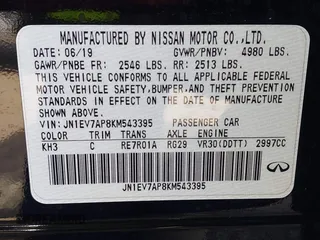 MANUFACTURED BY NISSAN MOTOR CO.,LTD.
DATE: 06/19 GVWR/PNBV: 4980 LBS.
GAWR/PNBE FR: 2546 LBS. RR: 2513 LBS.
THIS VEHICLE CONFORMS TO ALL APPLICABLE FEDERAL
MOTOR VEHICLE SAFETY, BUMPER, AND THEFT PREVENTION
STANDARDS IN EFFECT ON THE DATE OF MANUFACTURE
SHOWN ABOVE.
VIN: JN1EV7AP8KM543395 PASSENGER CAR
COLOR TRIM TRANS AXLE ENGINE
KH3 C RE7R01A RG29 VR30(DDTT) 2997CC
JN1EV7AP8KM543395
INFINITI